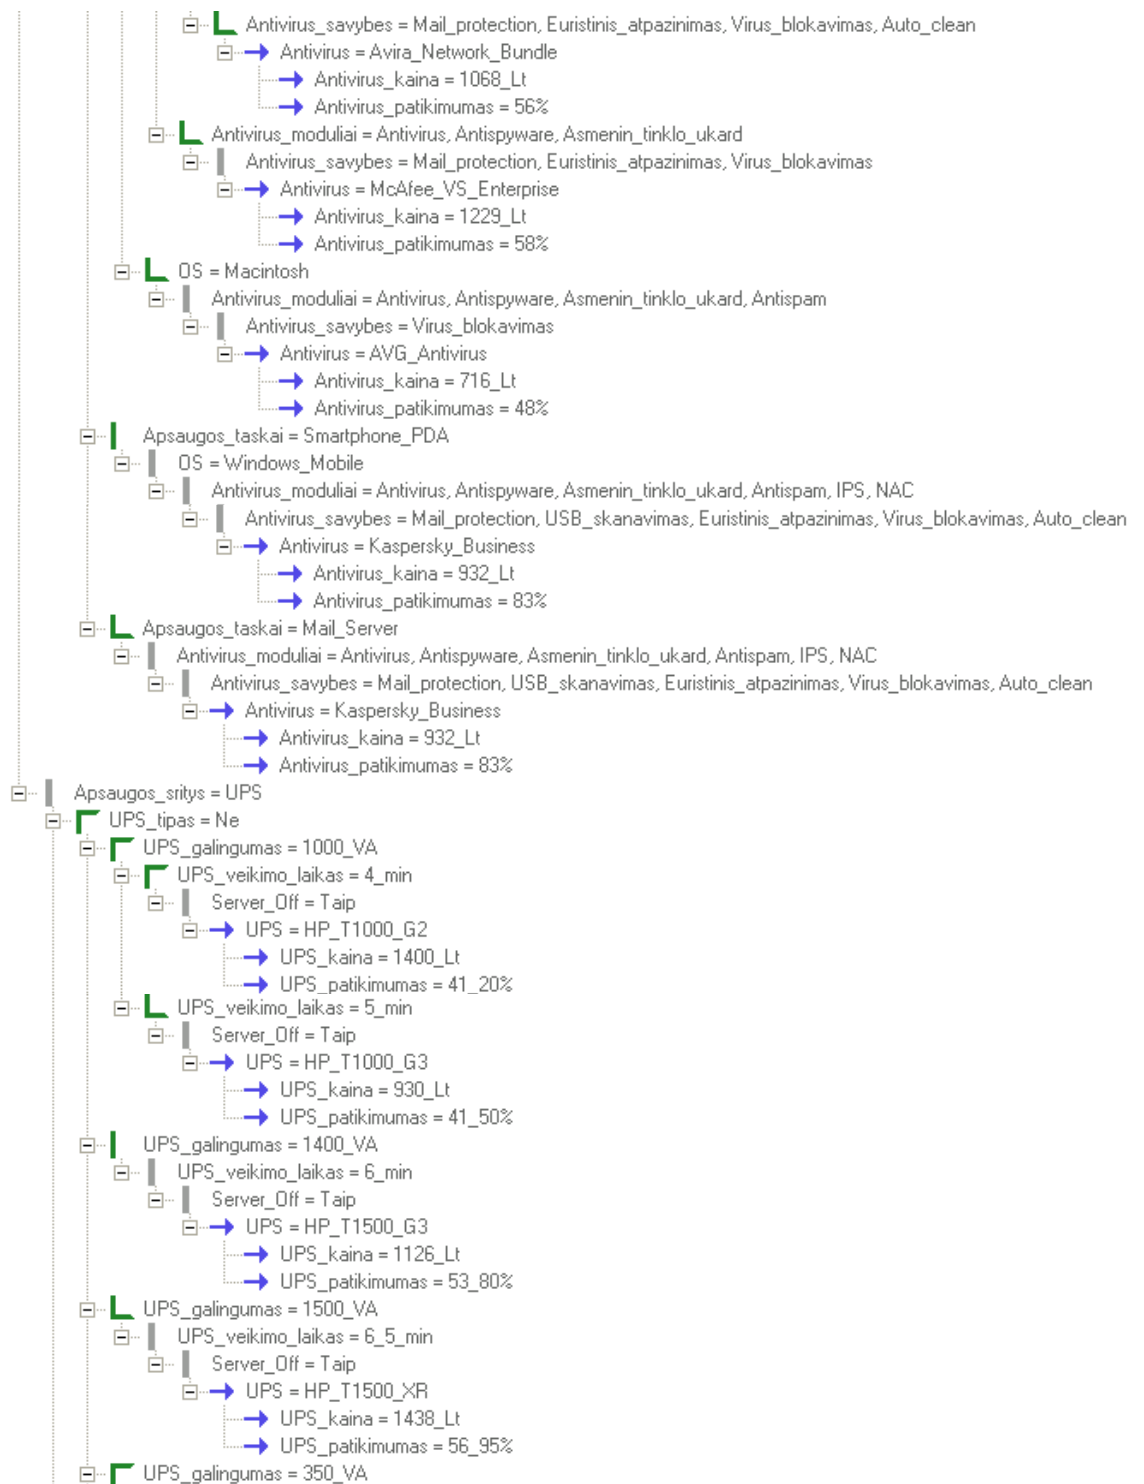 Antivirus_savybes = Mail_protection, Euristinis_atpazinimas, Virus_blokavimas, Auto_clean
Antivirus = Avira_Network_Bundle
Antivirus_kaina = 1068_Lt
Antivirus_patikimumas = 56%
Antivirus_moduliai = Antivirus, Antispyware, Asmenin_tinklo_ukard
Antivirus_savybes = Mail_protection, Euristinis_atpazinimas, Virus_blokavimas
Antivirus = McAfee_VS_Enterprise
Antivirus_kaina = 1229_Lt
Antivirus_patikimumas = 58%
OS = Macintosh
Antivirus_moduliai = Antivirus, Antispyware, Asmenin_tinklo_ukard, Antispam
Antivirus_savybes = Virus_blokavimas
Antivirus = AVG_Antivirus
Antivirus_kaina = 716_Lt
Antivirus_patikimumas = 48%
Apsaugos_taskai = Smartphone_PDA
OS = Windows_Mobile
Antivirus_moduliai = Antivirus, Antispyware, Asmenin_tinklo_ukard, Antispam, IPS, NAC
Antivirus_savybes = Mail_protection, USB_skanavimas, Euristinis_atpazinimas, Virus_blokavimas, Auto_clean
Antivirus = Kaspersky_Business
Antivirus_kaina = 932_Lt
Antivirus_patikimumas = 83%
Apsaugos_taskai = Mail_Server
Antivirus_moduliai = Antivirus, Antispyware, Asmenin_tinklo_ukard, Antispam, IPS, NAC
Antivirus_savybes = Mail_protection, USB_skanavimas, Euristinis_atpazinimas, Virus_blokavimas, Auto_clean
Antivirus = Kaspersky_Business
Antivirus_kaina = 932_Lt
Antivirus_patikimumas = 83%
Apsaugos_sritys = UPS
UPS_tipas = Ne
UPS_galingumas = 1000_VA
UPS_veikimo_laikas = 4_min
Server_Off = Taip
UPS = HP_T1000_G2
UPS_kaina = 1400_Lt
UPS_patikimumas = 41_20%
UPS_veikimo_laikas = 5_min
Server_Off = Taip
UPS = HP_T1000_G3
UPS_kaina = 930_Lt
UPS_patikimumas = 41_50%
UPS_galingumas = 1400_VA
UPS_veikimo_laikas = 6_min
Server_Off = Taip
UPS = HP_T1500_G3
UPS_kaina = 1126_Lt
UPS_patikimumas = 53_80%
UPS_galingumas = 1500_VA
UPS_veikimo_laikas = 6_5_min
Server_Off = Taip
UPS = HP_T1500_XR
UPS_kaina = 1438_Lt
UPS_patikimumas = 56_95%
UPS_galingumas = 350_VA